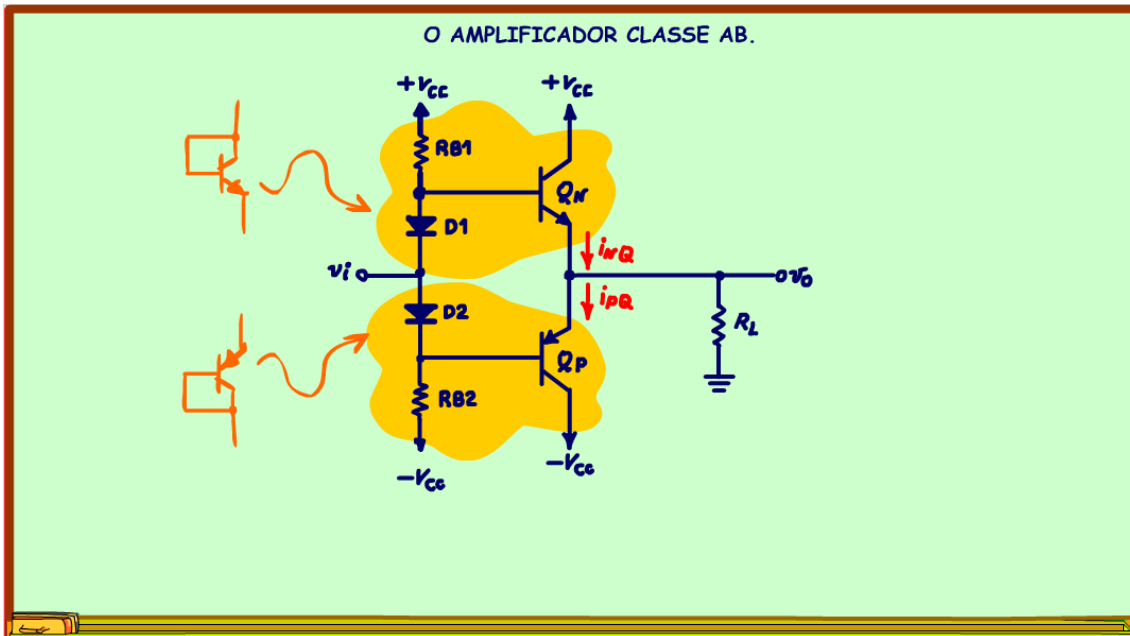 O AMPLIFICADOR CLASSE AB.
+VCC
+VCC
RB1
QN
D1
iNQ
vi
vo
iPQ
D2
RL
QP
RB2
-VCC
-VCC